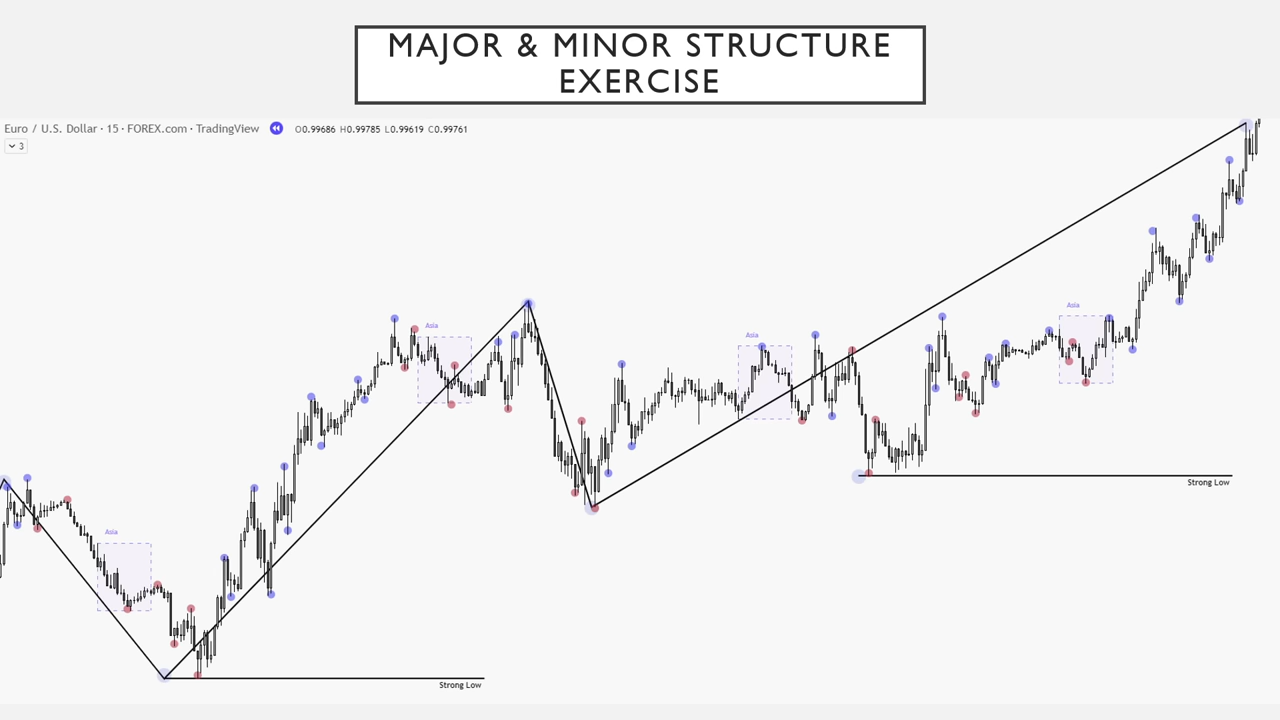 MAJOR & MINOR STRUCTURE
EXERCISE
Euro / U.S. Dollar · 15 · FOREX.com · TradingView O0.99686 H0.99785 L0.99619 C0.99761
3
Asia
Asia
Asia
Asia
Strong Low
Strong Low